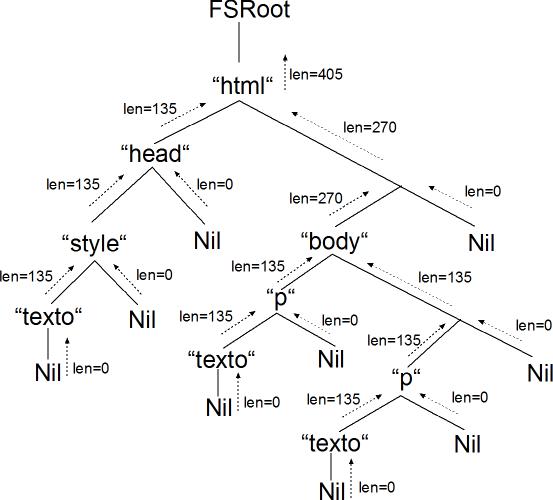 FSRoot
len=405
“html“
len=135
len=270
“head“
len=135
len=0
len=270
len=0
“style“
Nil
“body“
Nil
len=135
len=0
len=135
len=135
“p“
“texto“
Nil
len=135
len=0
len=135
len=0
“texto“
Nil
Nil
len=0
“p“
Nil
Nil
len=0
len=135
len=0
“texto“
Nil
Nil
len=0